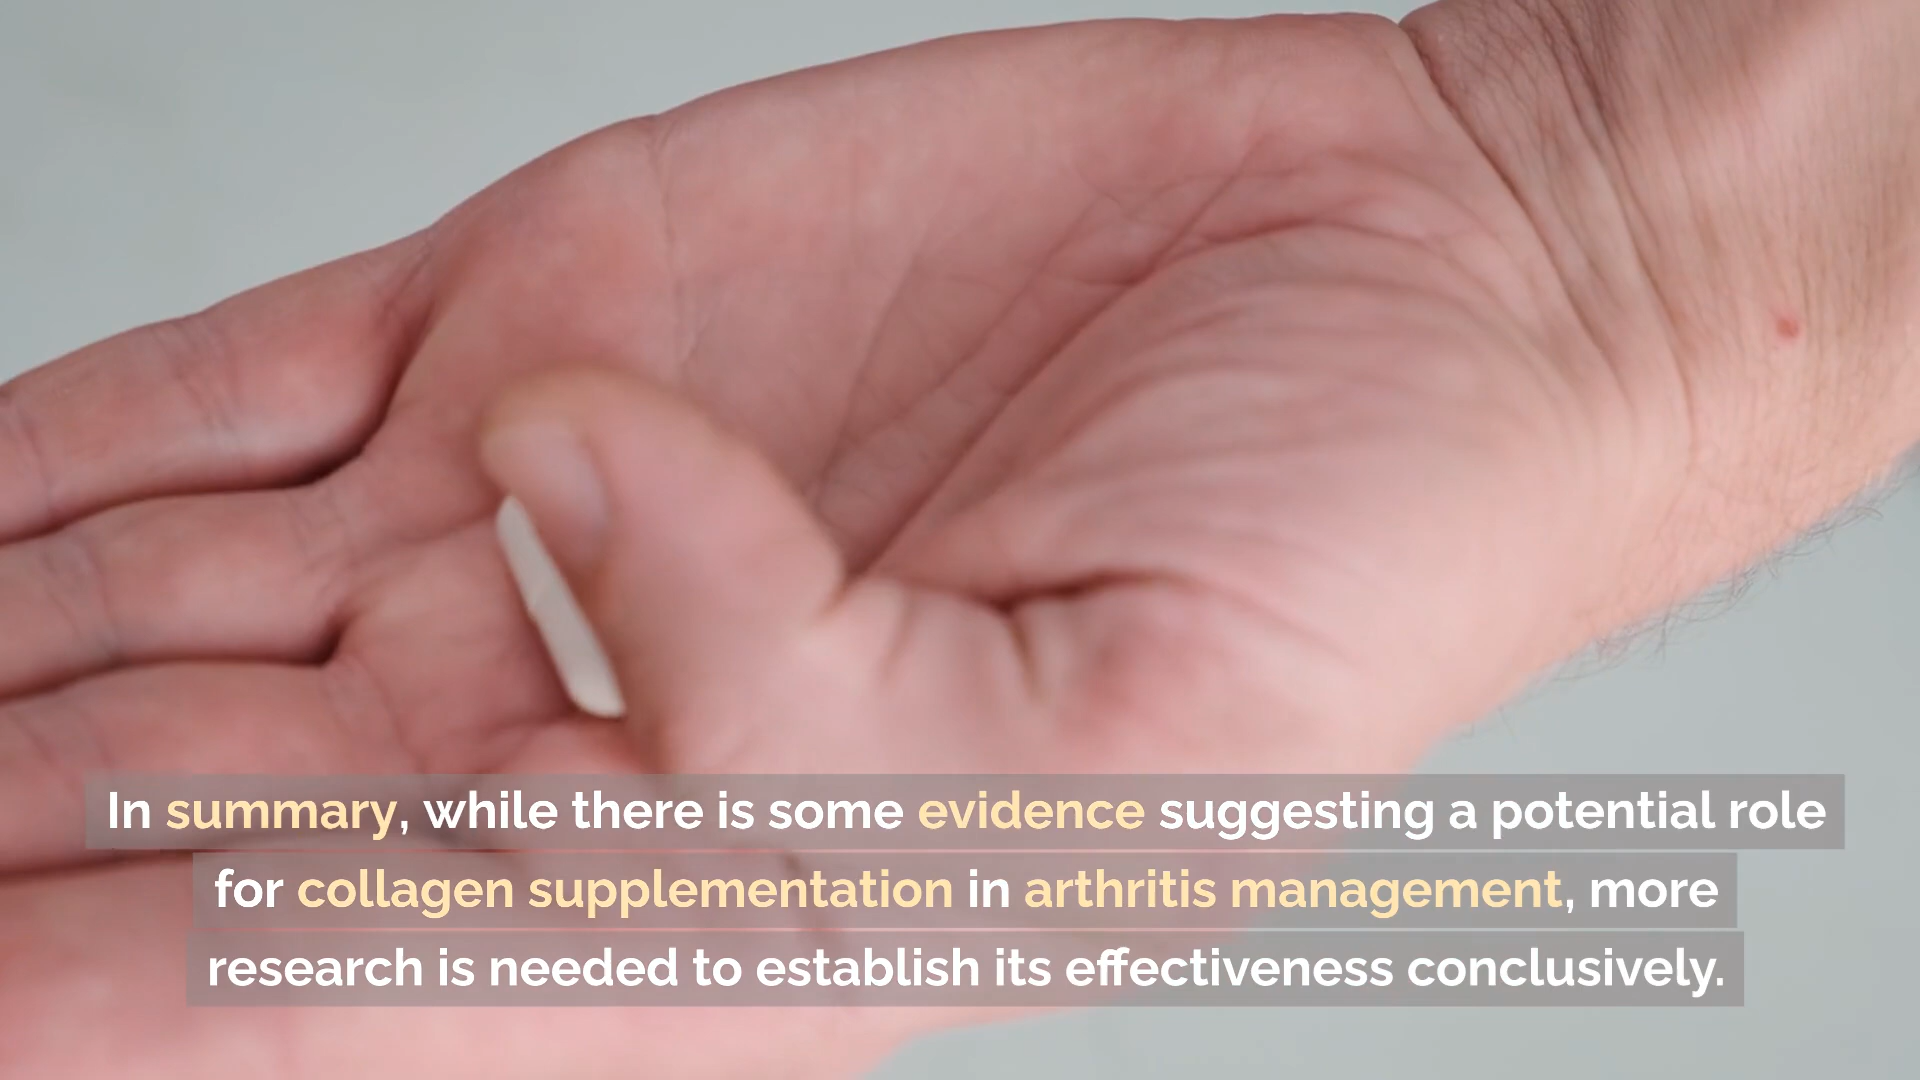 In summary, while there is some evidence suggesting a potential role
for collagen supplementation in arthritis management, more
research is needed to establish its effectiveness conclusively.